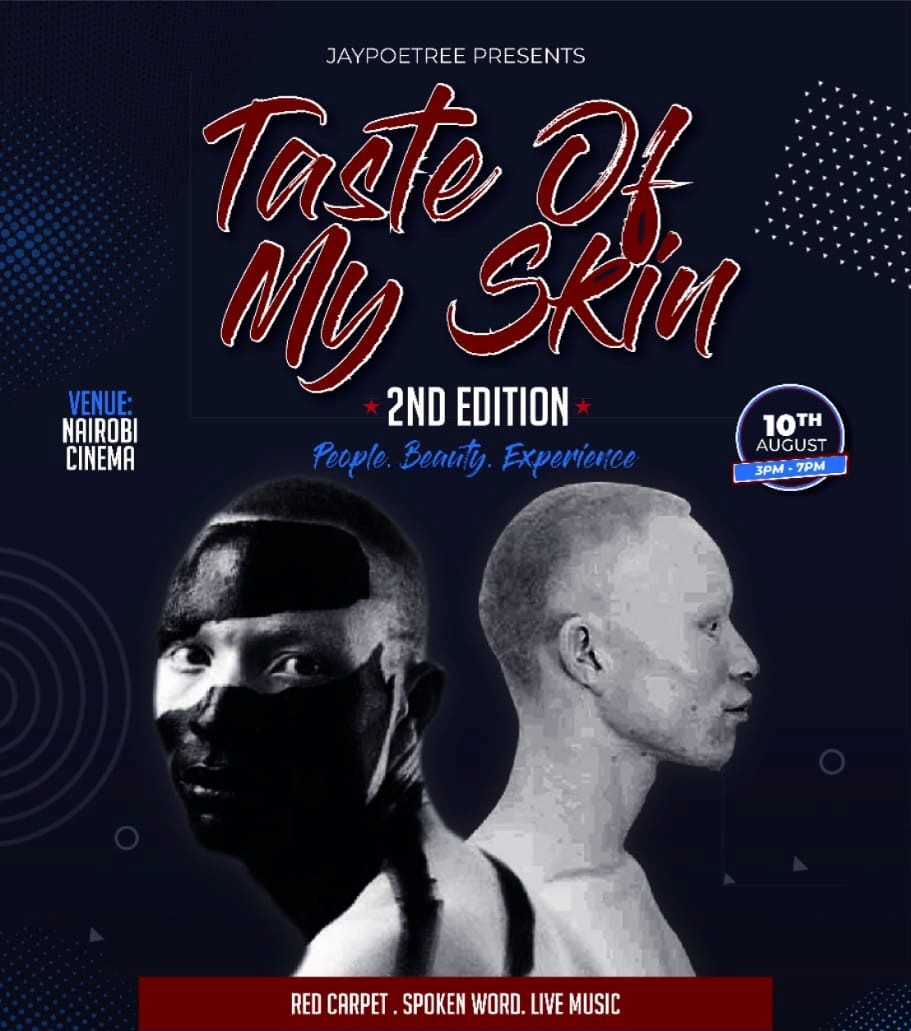 JAYPOETREE PRESENTS
Taste Of
My Skin
★ 2ND EDITION ★
People. Beauty. Experience
VENUE:
NAIROBI
CINEMA
10TH
AUGUST
3PM - 7PM
RED CARPET . SPOKEN WORD. LIVE MUSIC